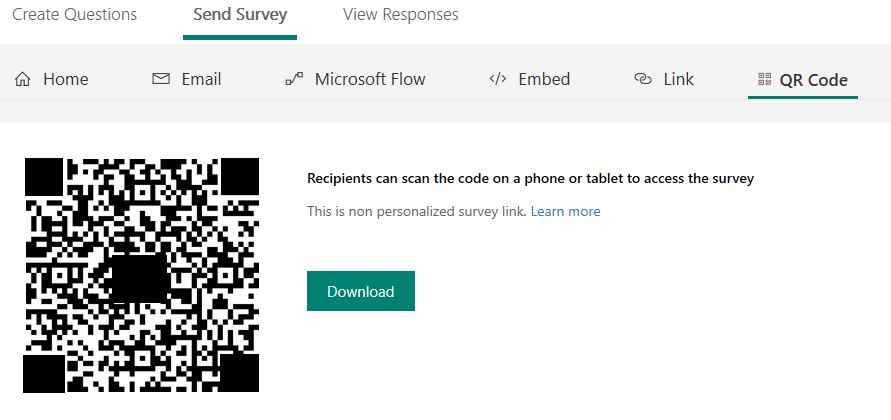 Create Questions Send Survey View Responses
Home Email Microsoft Flow Embed Link QR Code
Recipients can scan the code on a phone or tablet to access the survey
This is non personalized survey link. Learn more
Download